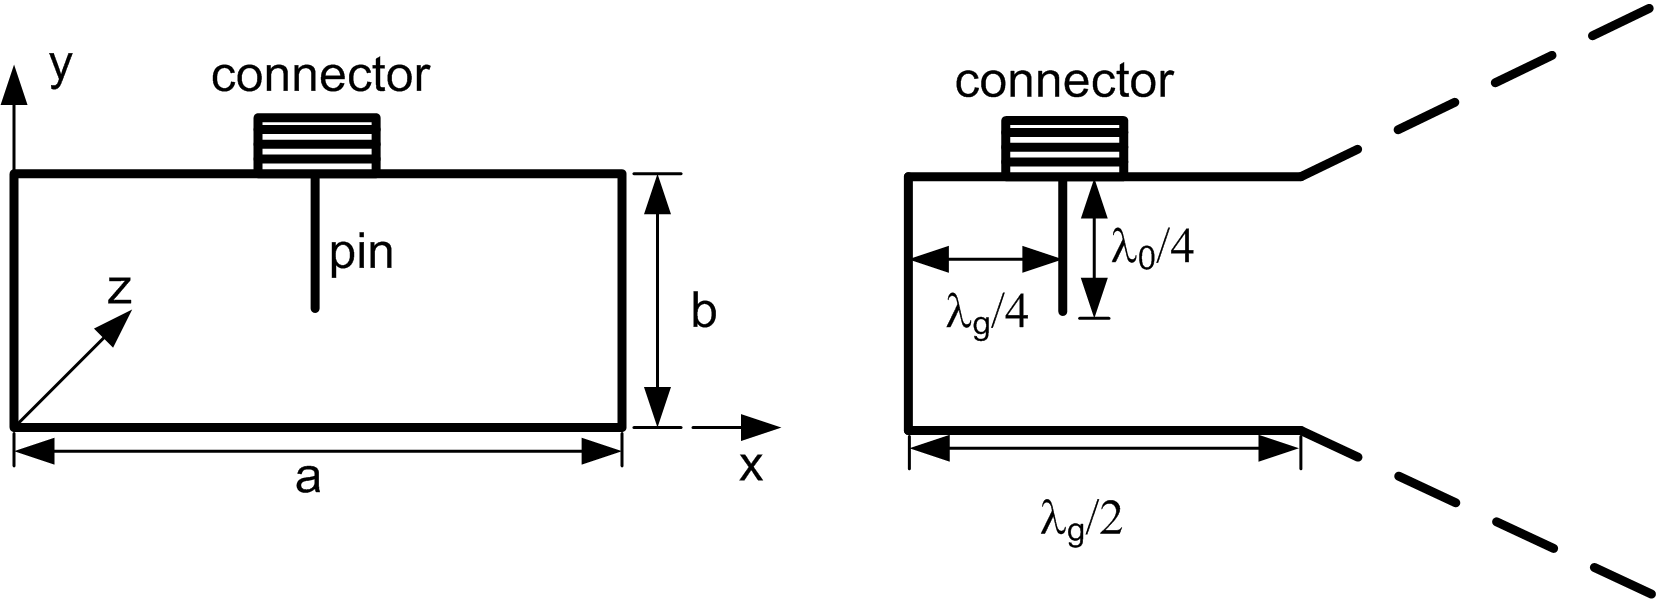 y
connector
pin
z
b
a
x
connector
λ0/4
λg/4
λg/2